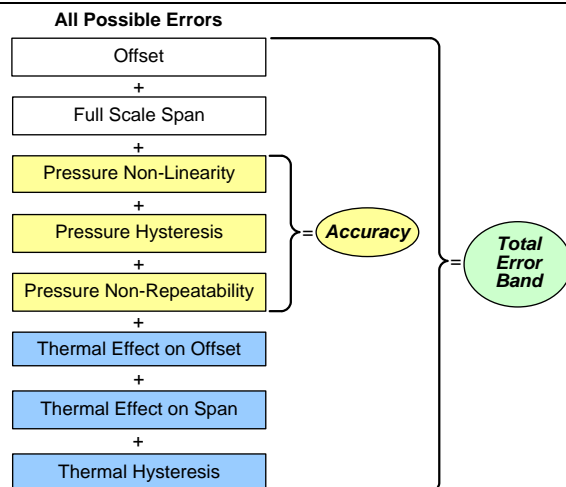 All Possible Errors
Offset
+
Full Scale Span
+
Pressure Non-Linearity
+
Pressure Hysteresis
+
Pressure Non-Repeatability
+
Thermal Effect on Offset
+
Thermal Effect on Span
+
Thermal Hysteresis
=
Accuracy
=
Total
Error
Band